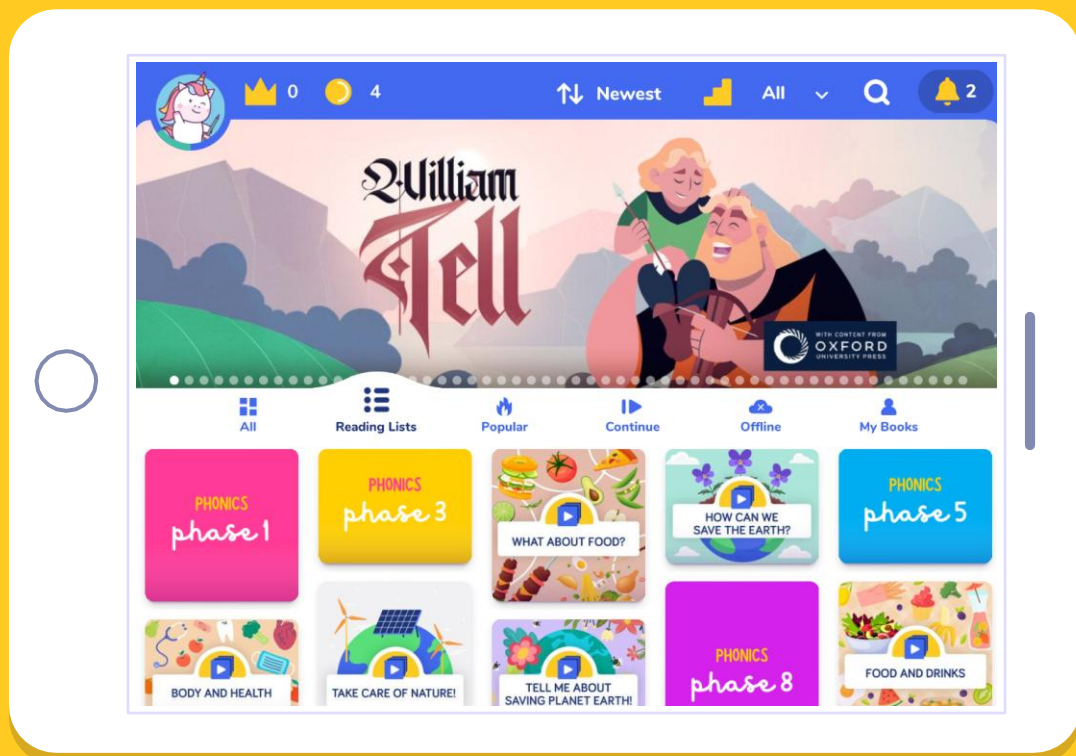 0
4
Newest
All
2
William
Tell
WITH CONTENT FROM
OXFORD
UNIVERSITY PRESS
All
Reading Lists
Popular
Continue
Offline
My Books
PHONICS
phase 1
PHONICS
phase 3
WHAT ABOUT FOOD?
HOW CAN WE
SAVE THE EARTH?
PHONICS
phase 5
BODY AND HEALTH
TAKE CARE OF NATURE!
TELL ME ABOUT
SAVING PLANET EARTH!
PHONICS
phase 8
FOOD AND DRINKS